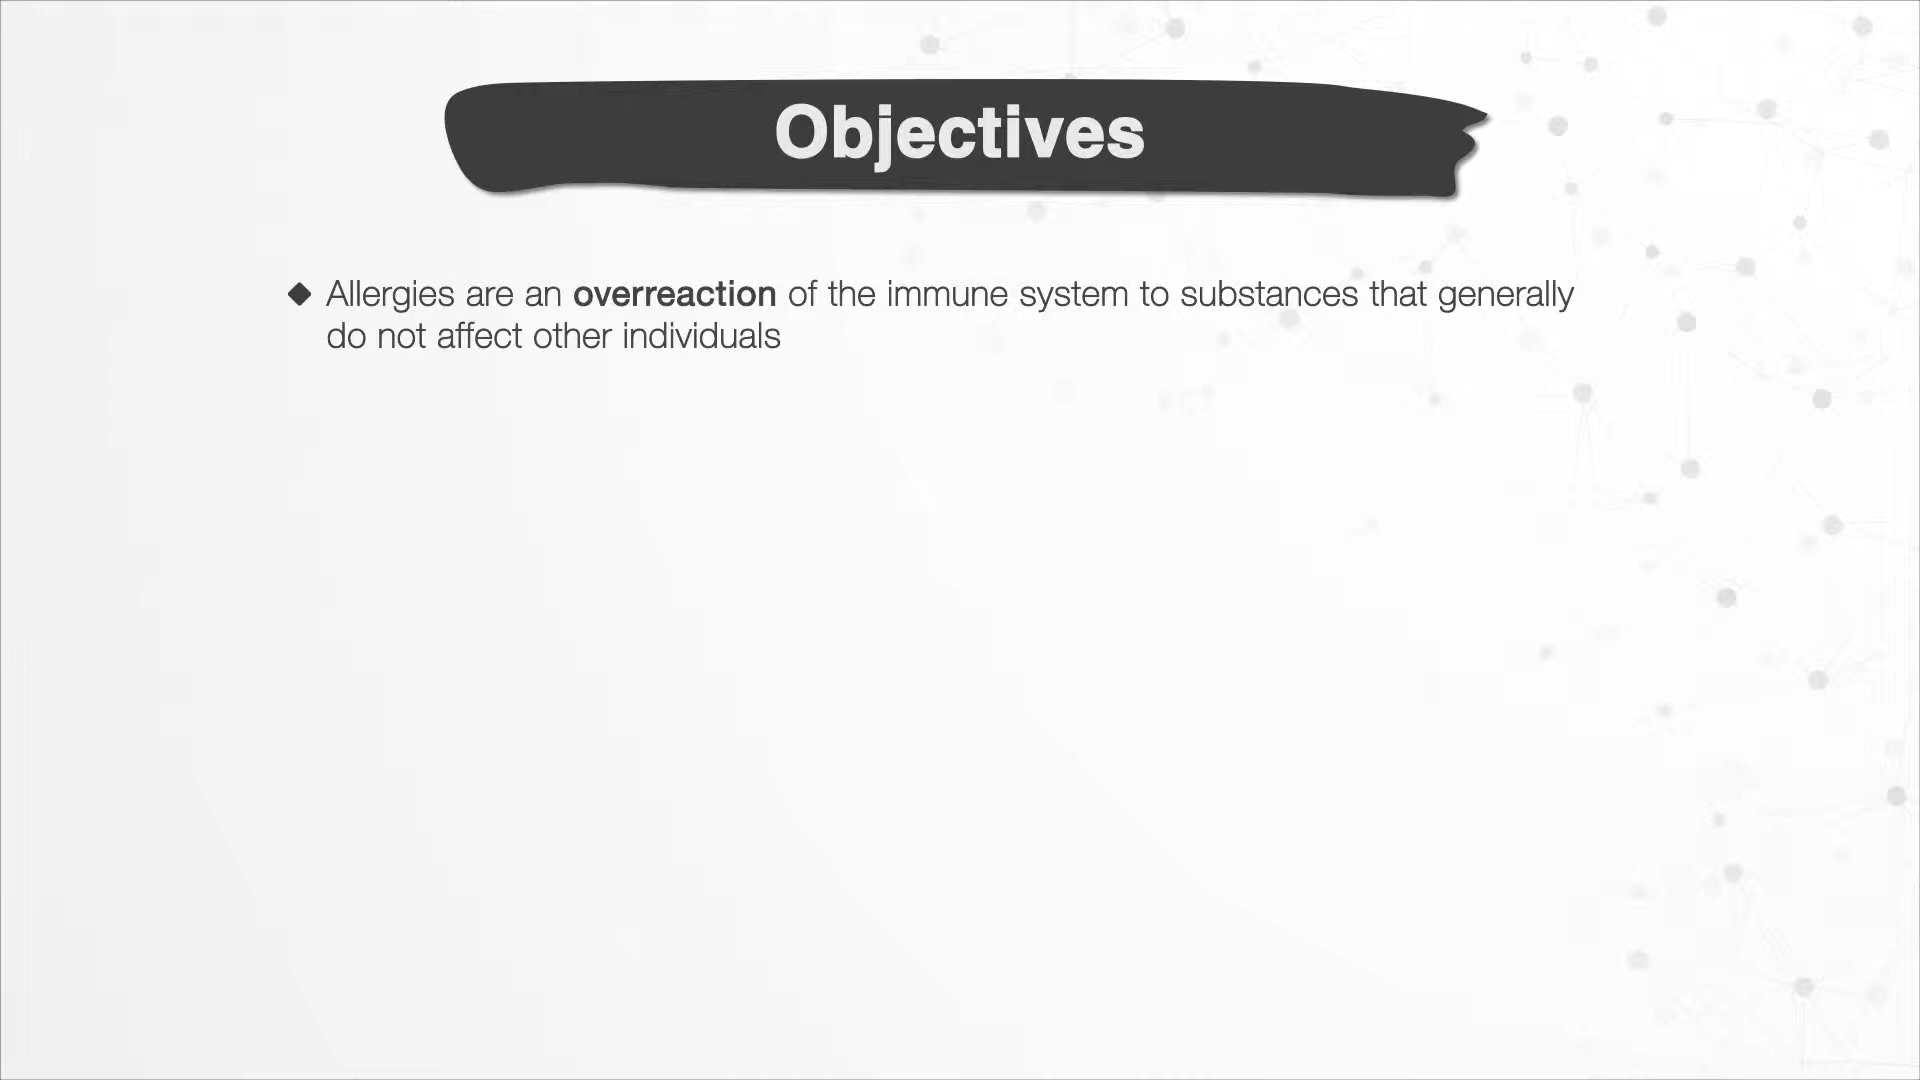 Objectives
◆ Allergies are an overreaction of the immune system to substances that generally
do not affect other individuals